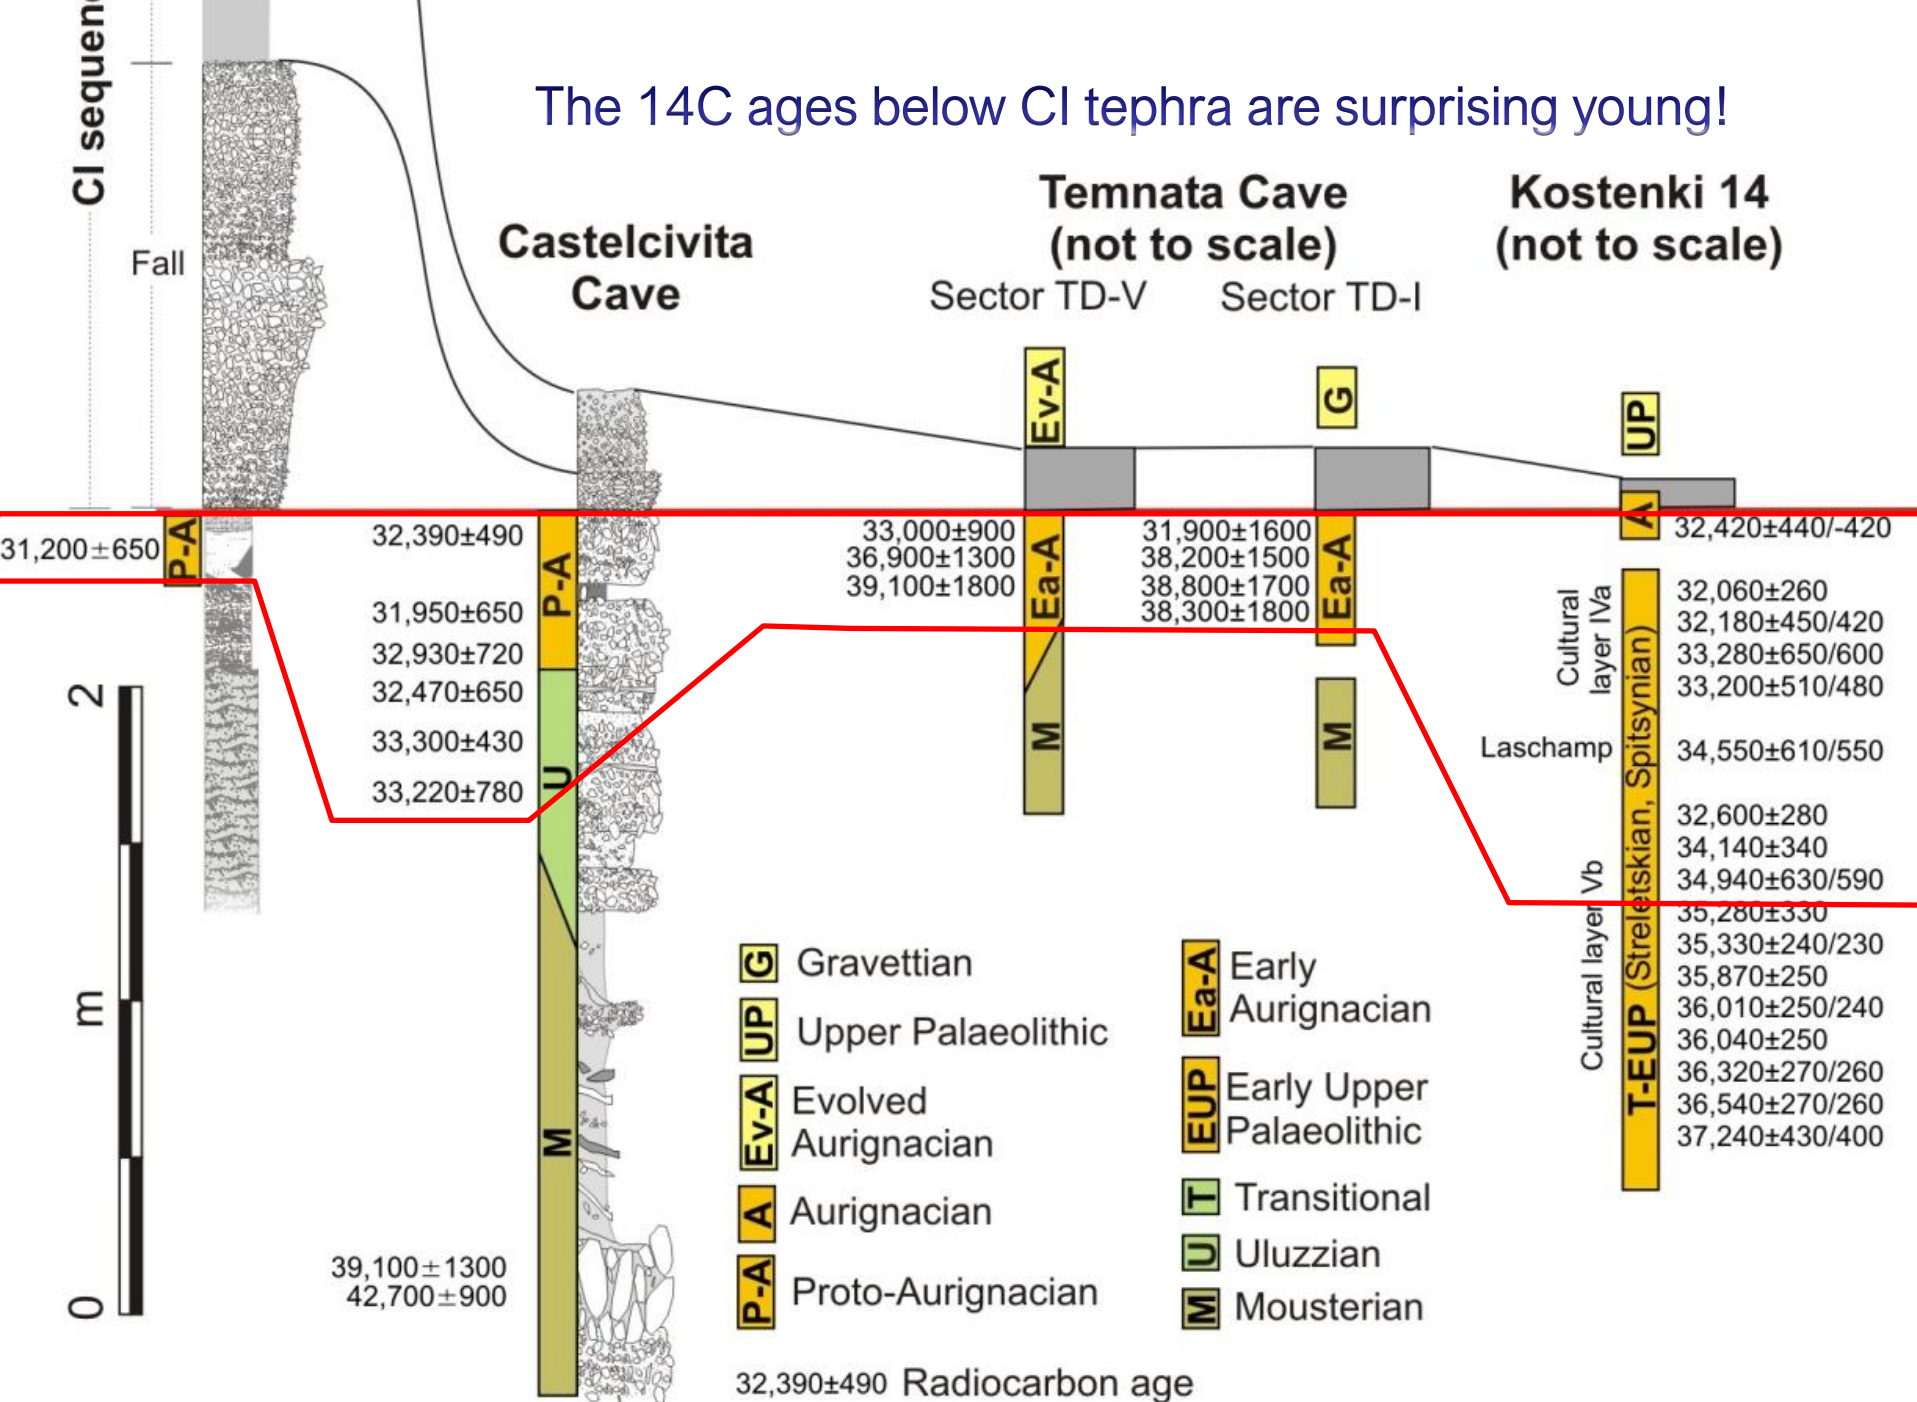 CI sequenc
Fall
The 14C ages below CI tephra are surprising young!
Castelcivita
Cave
Temnata Cave
(not to scale)
Sector TD-V
Sector TD-I
Kostenki 14
(not to scale)
Ev-A
G
UP
31,200±650
P-A
32,390±490
31,950±650
32,930±720
32,470±650
33,300±430
33,220±780
39,100±1300
42,700±900
P-A
U
M
33,000±900
36,900±1300
39,100±1800
Ea-A
M
31,900±1600
38,200±1500
38,800±1700
38,300±1800
Ea-A
M
A
32,420±440/-420
Cultural
layer IVa
32,060±260
32,180±450/420
33,280±650/600
33,200±510/480
Laschamp
34,550±610/550
Cultural layer Vb
32,600±280
34,140±340
34,940±630/590
35,280±330
35,330±240/230
35,870±250
36,010±250/240
36,040±250
36,320±270/260
36,540±270/260
37,240±430/400
T-EUP (Streletskian, Spitsynian)
2
m
0
G Gravettian
UP Upper Palaeolithic
Ev-A Evolved
Aurignacian
A Aurignacian
P-A Proto-Aurignacian
Ea-A Early
Aurignacian
EUP Early Upper
Palaeolithic
T Transitional
U Uluzzian
M Mousterian
32,390±490 Radiocarbon age